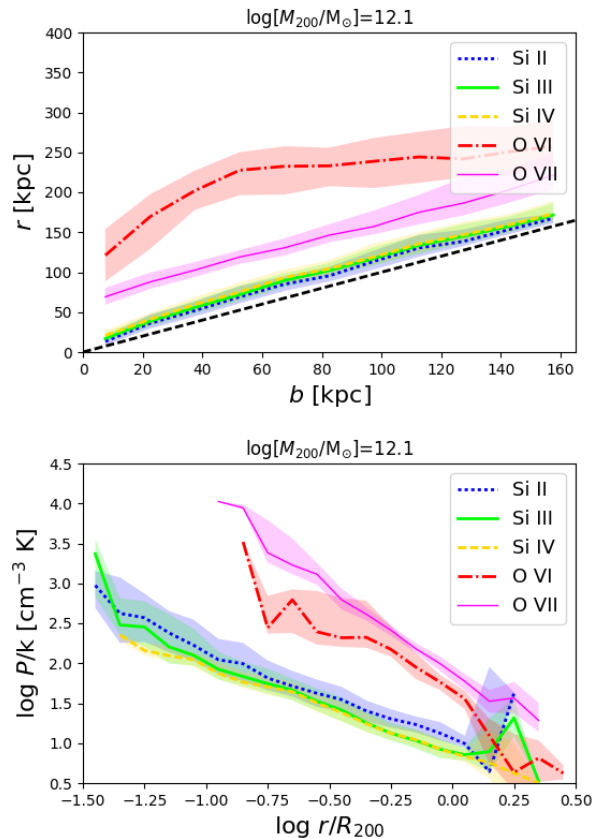 log[M₂₀₀/M⊙]=12.1
400
350
300
250
200
150
100
50
0
r [kpc]
Si II
Si III
Si IV
O VI
O VII
0 20 40 60 80 100 120 140 160
b [kpc]
log[M₂₀₀/M⊙]=12.1
4.5
4.0
3.5
3.0
2.5
2.0
1.5
1.0
0.5
log P/k [cm⁻³ K]
Si II
Si III
Si IV
O VI
O VII
−1.50 −1.25 −1.00 −0.75 −0.50 −0.25 0.00 0.25 0.50
log r/R₂₀₀